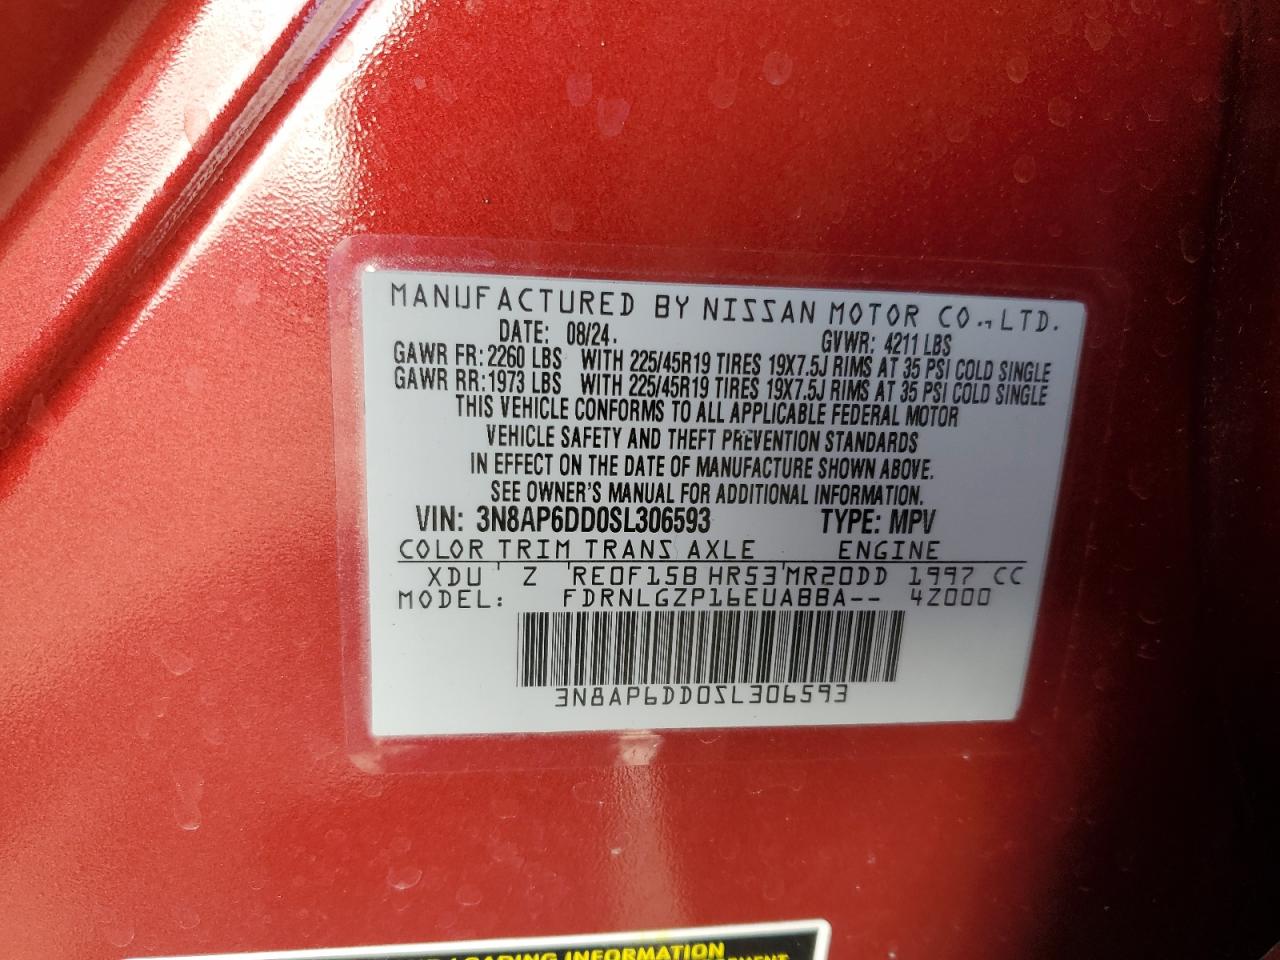 MANUFACTURED BY NISSAN MOTOR CO.,LTD.
DATE: 08/24. GVWR: 4211 LBS
GAWR FR: 2260 LBS WITH 225/45R19 TIRES 19X7.5J RIMS AT 35 PSI COLD SINGLE
GAWR RR: 1973 LBS WITH 225/45R19 TIRES 19X7.5J RIMS AT 35 PSI COLD SINGLE
THIS VEHICLE CONFORMS TO ALL APPLICABLE FEDERAL MOTOR
VEHICLE SAFETY AND THEFT PREVENTION STANDARDS
IN EFFECT ON THE DATE OF MANUFACTURE SHOWN ABOVE.
SEE OWNER'S MANUAL FOR ADDITIONAL INFORMATION.
VIN: 3N8AP6DD0SL306593 TYPE: MPV
COLOR TRIM TRANS AXLE ENGINE
XDU Z RE0F15B HR53 MR20DD 1997 CC
MODEL: FDRNLGZP16EUABBA-- 4Z000
3N8AP6DD0SL306593
LOADING INFORMATION